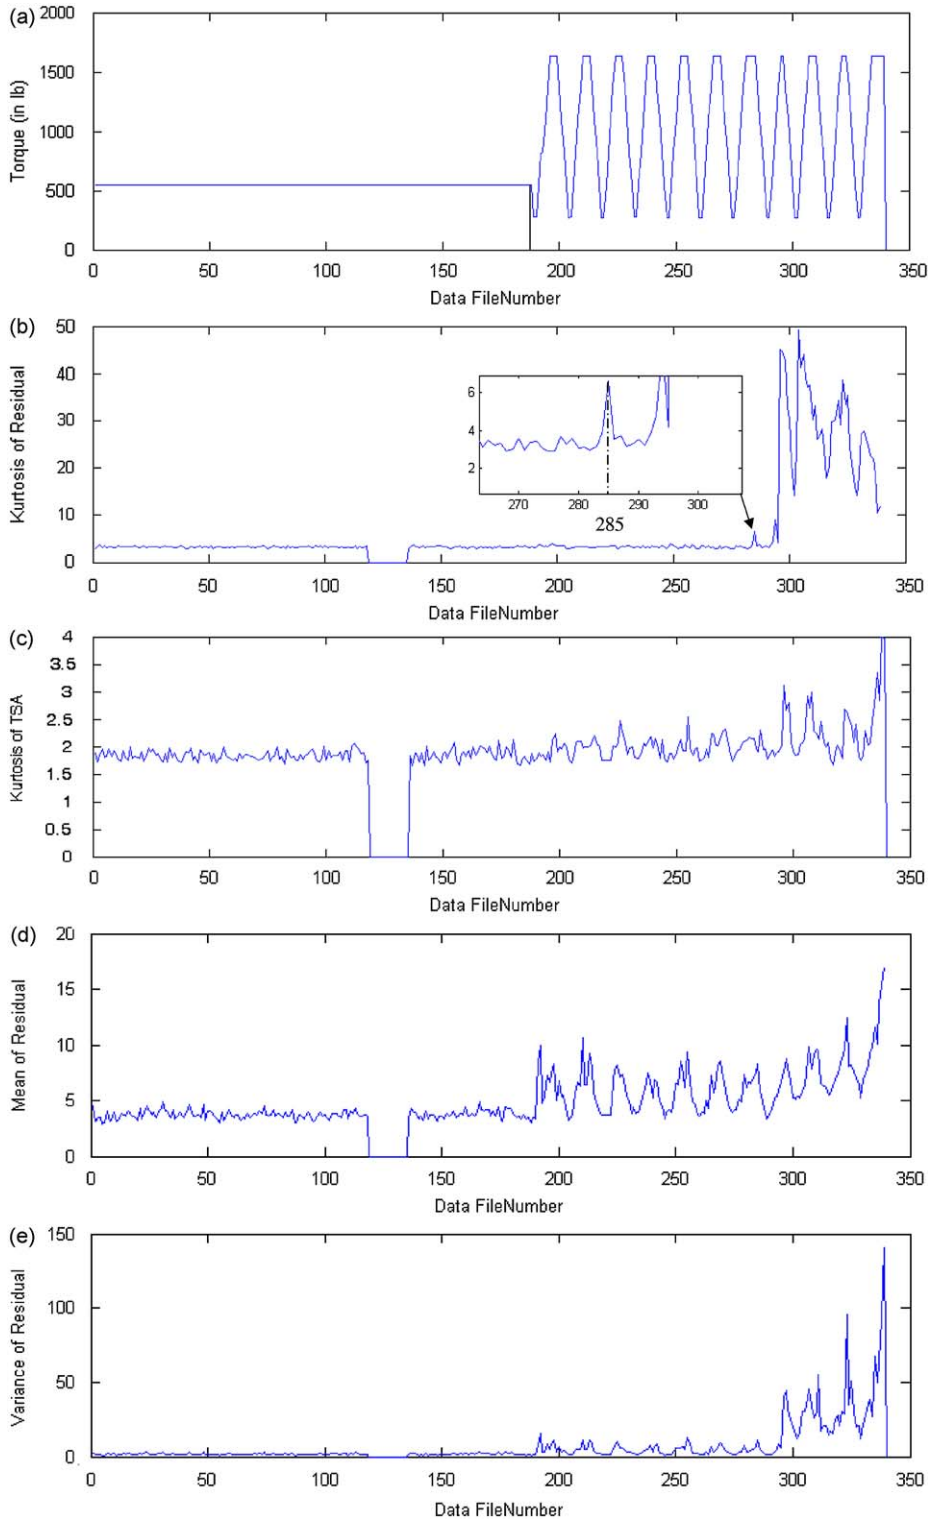 (a)
Torque (in lb)
2000
1500
1000
500
0
0 50 100 150 200 250 300 350
Data FileNumber
(b)
Kurtosis of Residual
50
40
30
20
10
0
6
4
2
270 280 290 300
285
0 50 100 150 200 250 300 350
Data FileNumber
(c)
Kurtosis of TSA
4
3.5
3
2.5
2
1.5
1
0.5
0
0 50 100 150 200 250 300 350
Data FileNumber
(d)
Mean of Residual
20
15
10
5
0
0 50 100 150 200 250 300 350
Data FileNumber
(e)
Variance of Residual
150
100
50
0
0 50 100 150 200 250 300 350
Data FileNumber